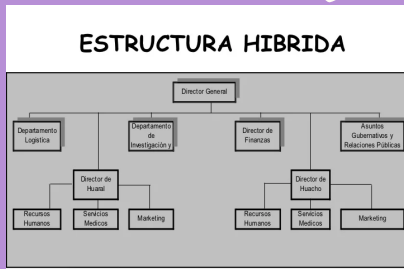 ESTRUCTURA HIBRIDA
Director General
Departamento
Logistica
Departamento
de
Investigación y
Director de
Finanzas
Asuntos
Gubernativos y
Relaciones Públicas
Director de
Huaral
Director de
Huacho
Recursos
Humanos
Servicios
Medicos
Marketing
Recursos
Humanos
Servicios
Medicos
Marketing